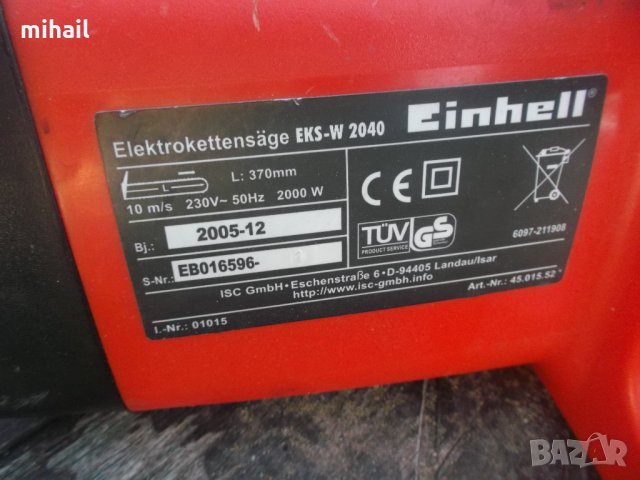 mihail
Elektrokettensäge EKS-W 2040
Einhell®
L
L: 370mm
10 m/s 230V~ 50Hz 2000 W
Bj.: 2005-12
S-Nr.: EB016596-
CE
TÜV
PRODUCT SERVICE
GS
6097-211908
ISC GmbH • Eschenstraße 6 • D-94405 Landau/Isar
http://www.isc-gmbh.info
I.-Nr.: 01015
Art.-Nr.: 45.015.52
BAZAR